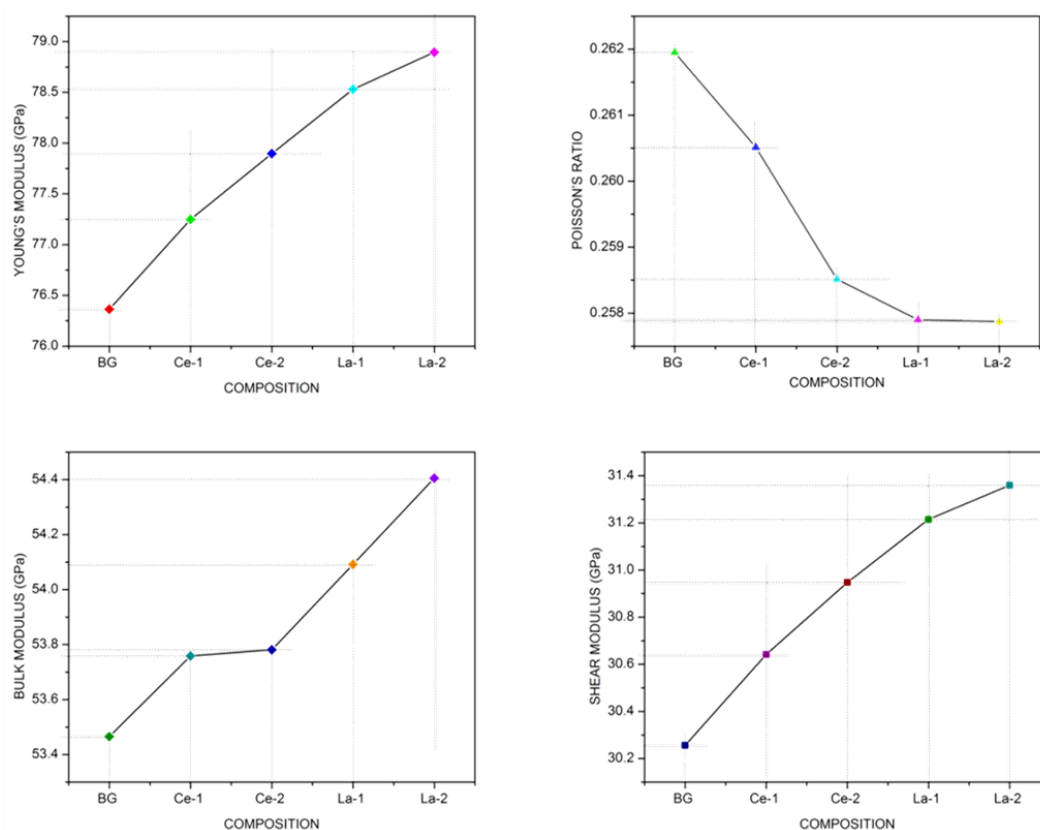 YOUNG'S MODULUS (GPa)
79.0
78.5
78.0
77.5
77.0
76.5
76.0
BG Ce-1 Ce-2 La-1 La-2
COMPOSITION
POISSON'S RATIO
0.262
0.261
0.260
0.259
0.258
BG Ce-1 Ce-2 La-1 La-2
COMPOSITION
BULK MODULUS (GPa)
54.4
54.2
54.0
53.8
53.6
53.4
BG Ce-1 Ce-2 La-1 La-2
COMPOSITION
SHEAR MODULUS (GPa)
31.4
31.2
31.0
30.8
30.6
30.4
30.2
BG Ce-1 Ce-2 La-1 La-2
COMPOSITION